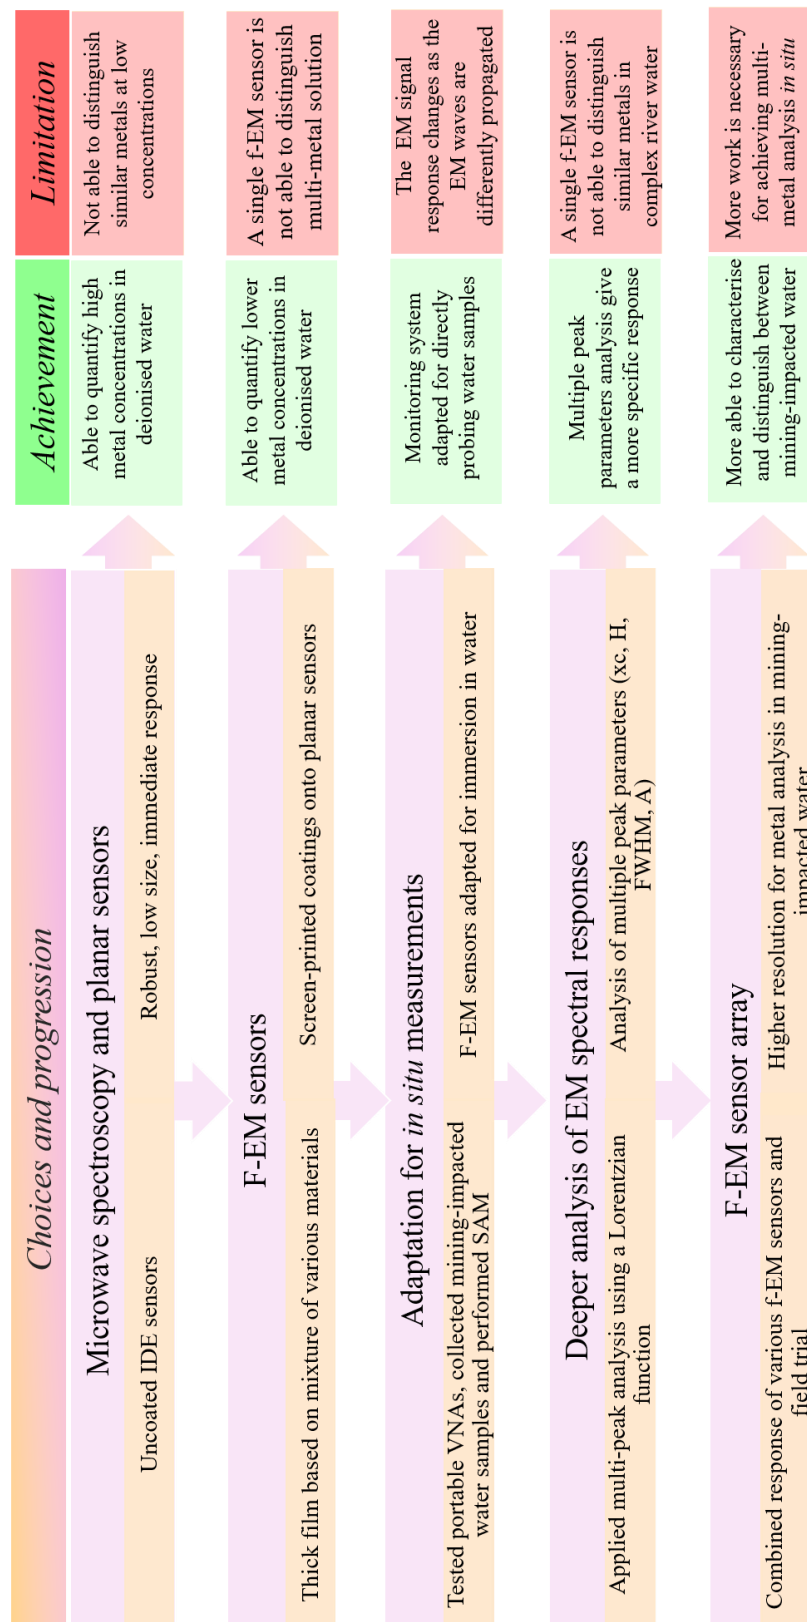 Choices and progression
Achievement
Limitation
Microwave spectroscopy and planar sensors
Uncoated IDE sensors
Robust, low size, immediate response
Able to quantify high
metal concentrations in
deionised water
Not able to distinguish
similar metals at low
concentrations
F-EM sensors
Thick film based on mixture of various materials
Screen-printed coatings onto planar sensors
Able to quantify lower
metal concentrations in
deionised water
A single f-EM sensor is
not able to distinguish
multi-metal solution
Adaptation for in situ measurements
Tested portable VNAs, collected mining-impacted
water samples and performed SAM
F-EM sensors adapted for immersion in water
Monitoring system
adapted for directly
probing water samples
The EM signal
response changes as the
EM waves are
differently propagated
Deeper analysis of EM spectral responses
Applied multi-peak analysis using a Lorentzian
function
Analysis of multiple peak parameters (xc, H,
FWHM, A)
Multiple peak
parameters analysis give
a more specific response
A single f-EM sensor is
not able to distinguish
similar metals in
complex river water
F-EM sensor array
Combined response of various f-EM sensors and
field trial
Higher resolution for metal analysis in mining-
impacted water
More able to characterise
and distinguish between
mining-impacted water
More work is necessary
for achieving multi-
metal analysis in situ